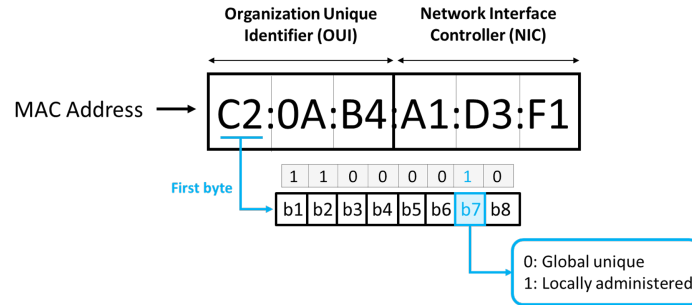 Organization Unique
Identifier (OUI)
Network Interface
Controller (NIC)
MAC Address
C2:0A:B4:A1:D3:F1
First byte
1 1 0 0 0 0 1 0
b1 b2 b3 b4 b5 b6 b7 b8
0: Global unique
1: Locally administered